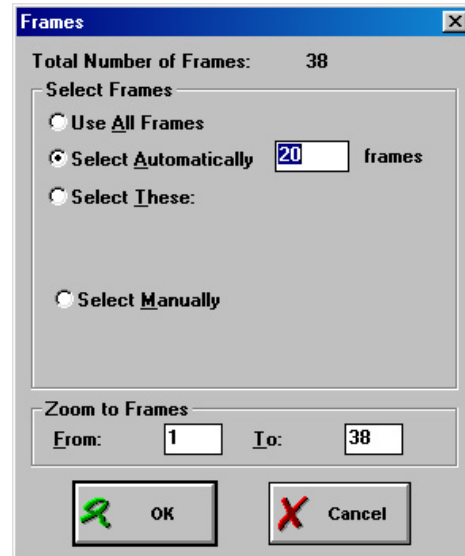 Frames
Total Number of Frames: 38
Select Frames
Use All Frames
Select Automatically 20 frames
Select These:
Select Manually
Zoom to Frames
From: 1 To: 38
OK Cancel